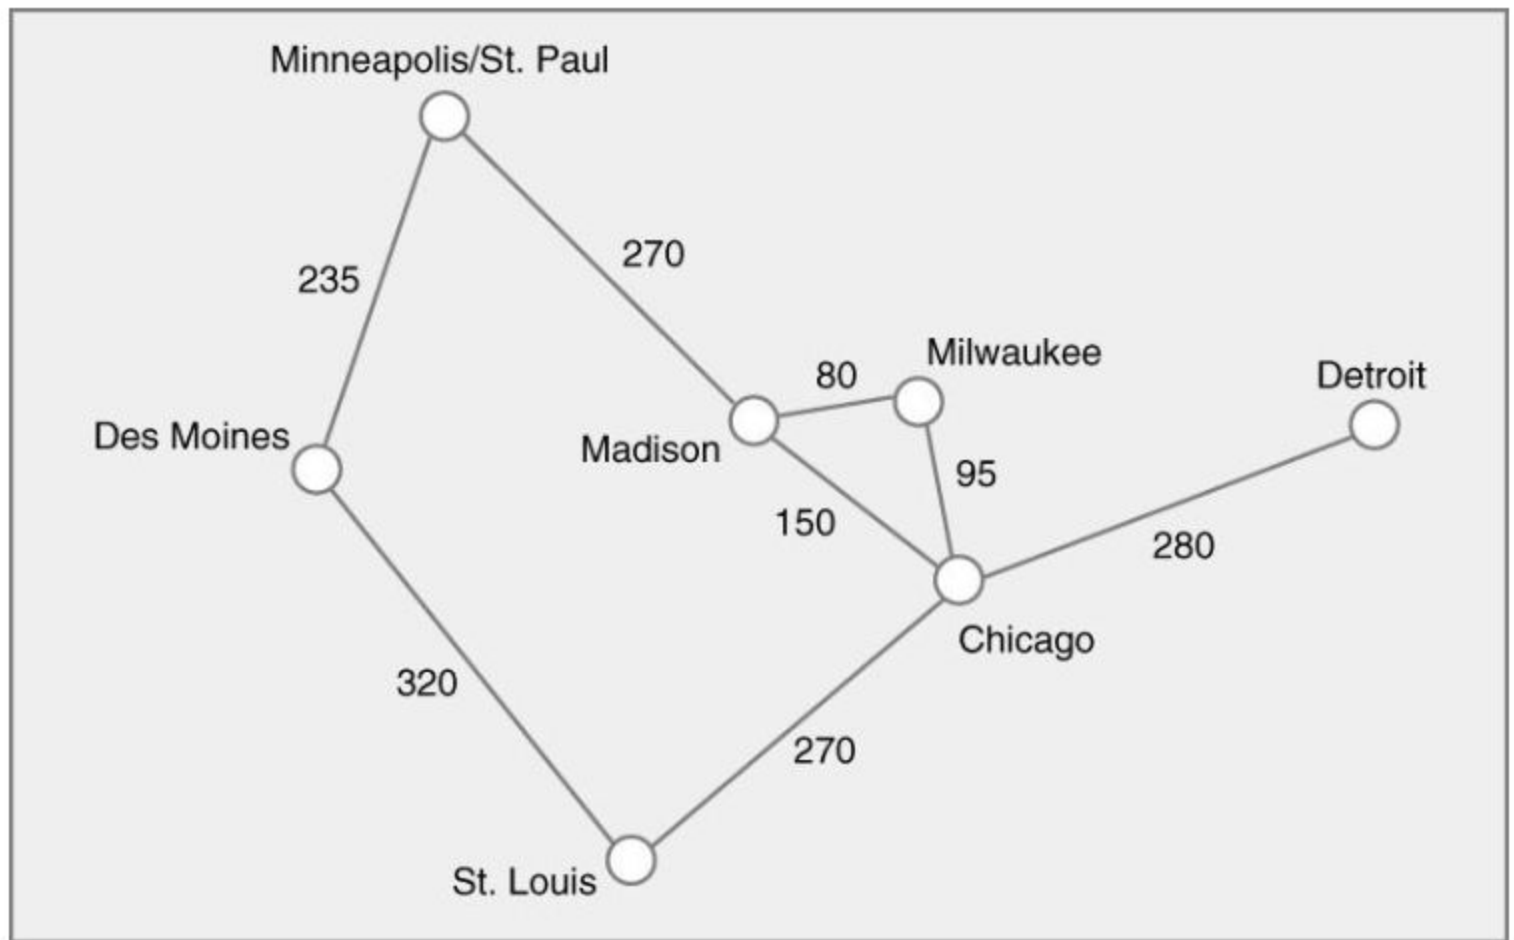 Minneapolis/St. Paul
270
235
Milwaukee
80
Detroit
Des Moines
Madison
95
150
280
Chicago
320
270
St. Louis